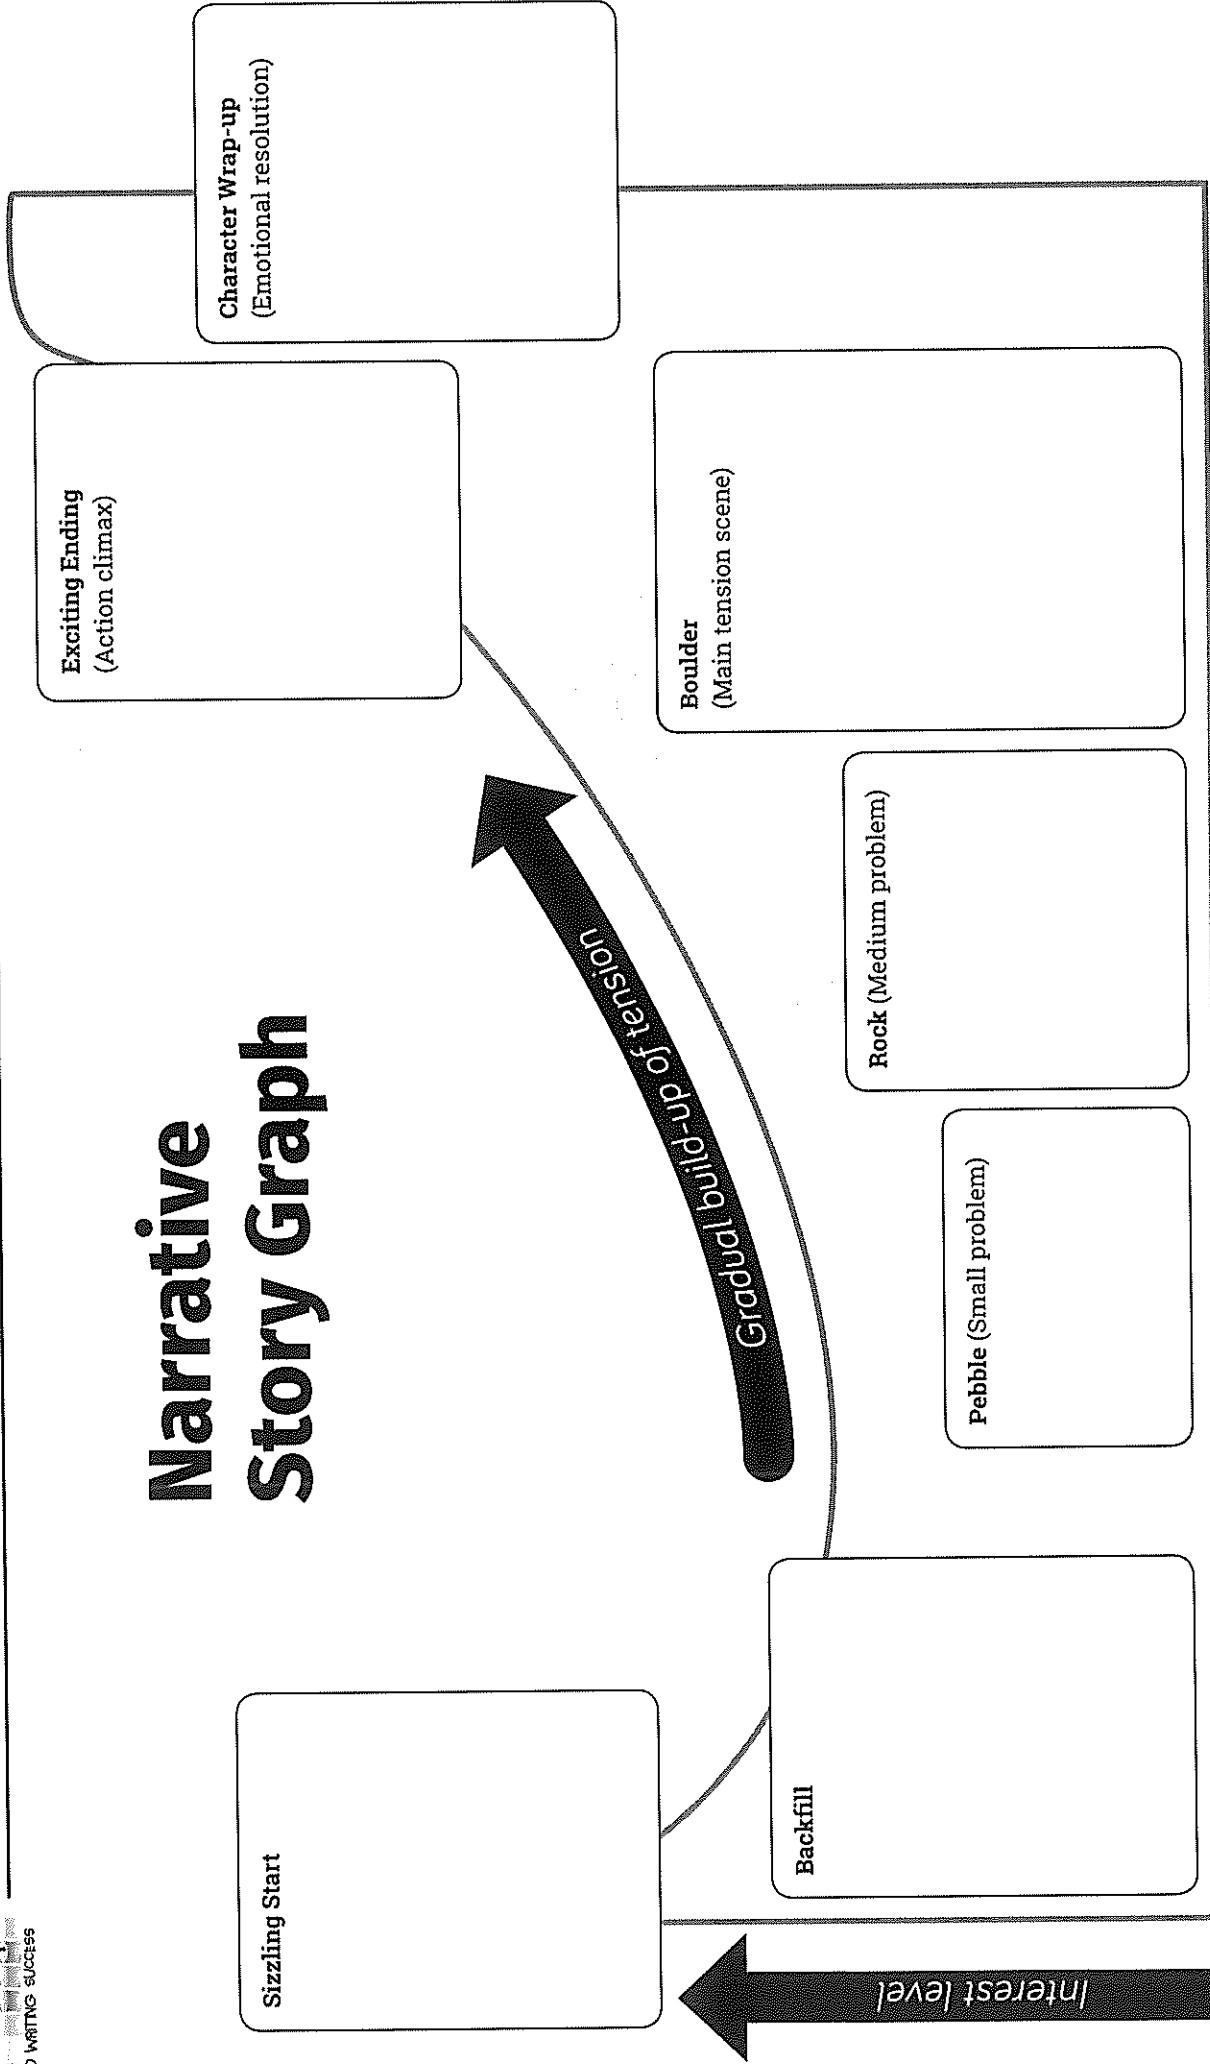 WRITING SUCCESS
Narrative
Story Graph
Sizzling Start
Backfill
Pebble (Small problem)
Rock (Medium problem)
Boulder
(Main tension scene)
Exciting Ending
(Action climax)
Character Wrap-up
(Emotional resolution)
Gradual build-up of tension
Interest level